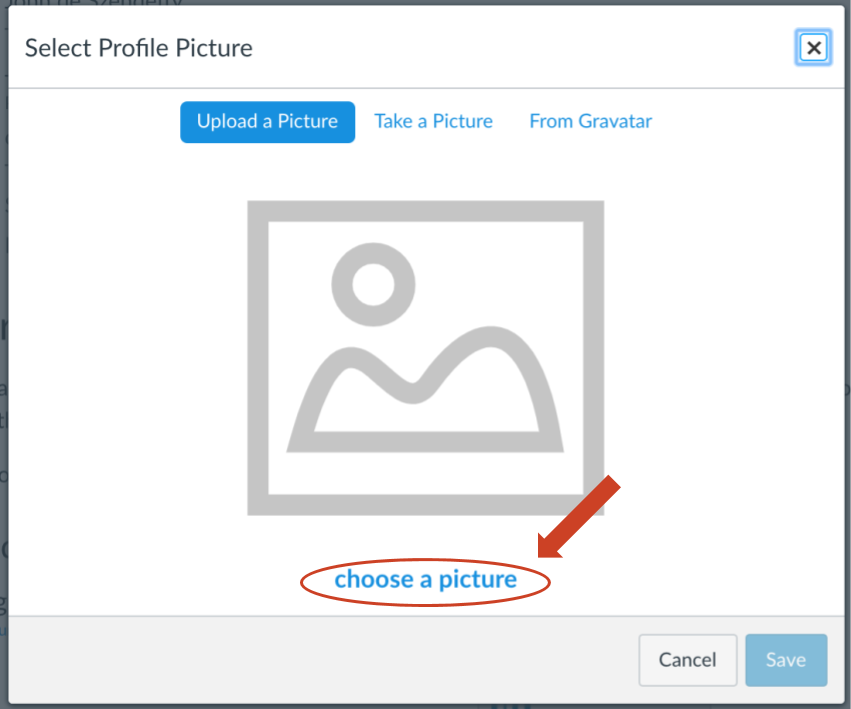 Select Profile Picture
Upload a Picture Take a Picture From Gravatar
choose a picture
Cancel Save